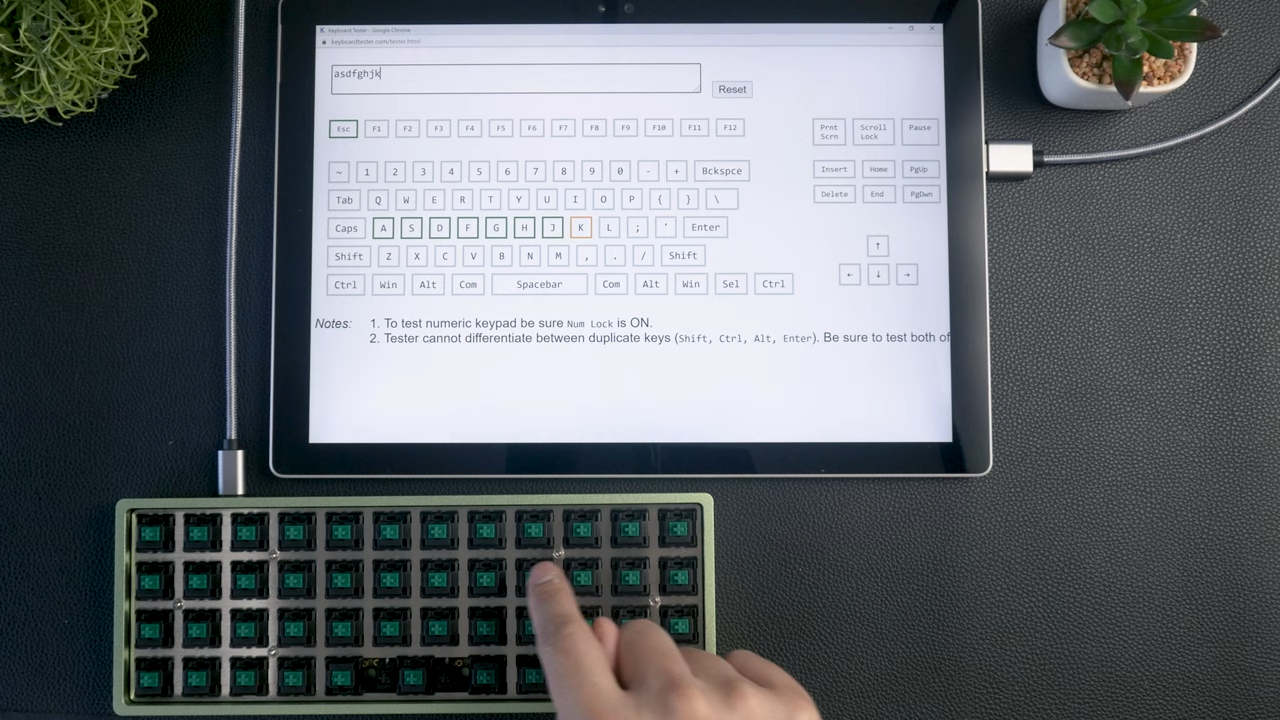 Keyboard Tester - Google Chrome
keyboardtester.com/tester.html
asdfghjk
Reset
Esc F1 F2 F3 F4 F5 F6 F7 F8 F9 F10 F11 F12 Prnt Scrn Scroll Lock Pause
~ 1 2 3 4 5 6 7 8 9 0 - + Bckspce Insert Home PgUp
Tab Q W E R T Y U I O P { } \ Delete End PgDwn
Caps A S D F G H J K L ; ' Enter
Shift Z X C V B N M , . / Shift ↑
Ctrl Win Alt Com Spacebar Com Alt Win Sel Ctrl ← ↓ →
Notes: 1. To test numeric keypad be sure Num Lock is ON.
2. Tester cannot differentiate between duplicate keys (Shift, Ctrl, Alt, Enter). Be sure to test both of